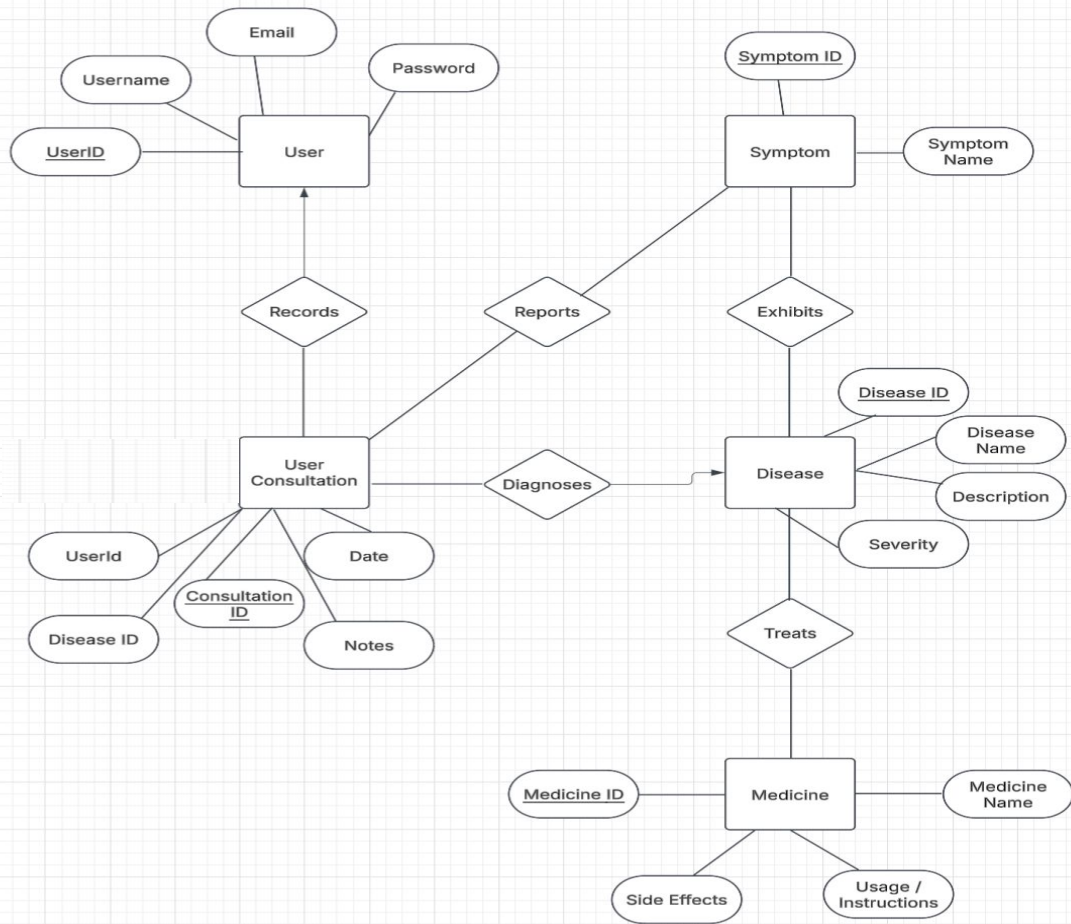 Email
Username
Password
UserID
User
Symptom ID
Symptom
Symptom
Name
Records
Reports
Exhibits
Disease ID
Disease
Name
User
Consultation
Diagnoses
Disease
Description
UserId
Date
Severity
Consultation
ID
Disease ID
Notes
Treats
Medicine ID
Medicine
Medicine
Name
Side Effects
Usage /
Instructions